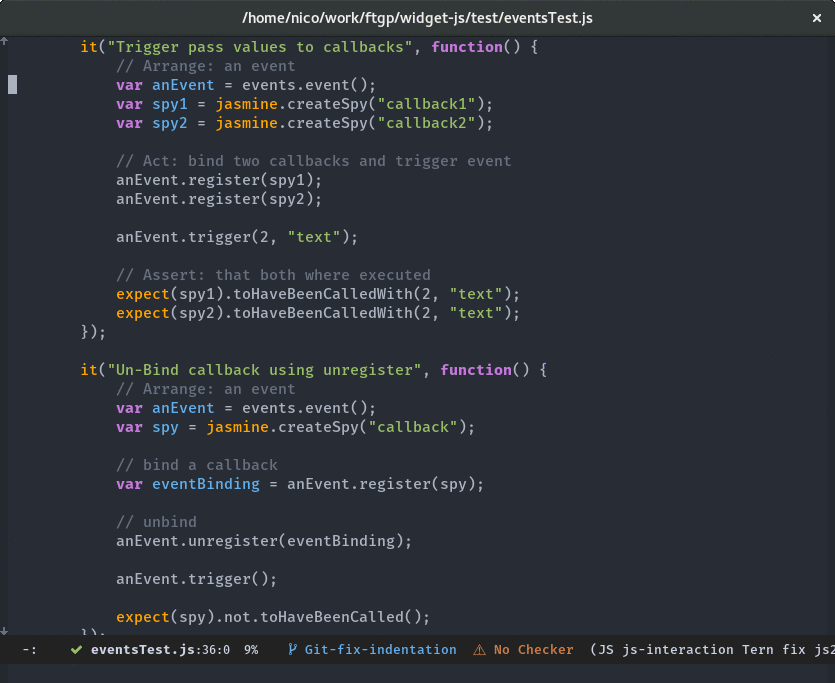 /home/nico/work/ftgp/widget-js/test/eventsTest.js ×
it("Trigger pass values to callbacks", function() {
// Arrange: an event
var anEvent = events.event();
var spy1 = jasmine.createSpy("callback1");
var spy2 = jasmine.createSpy("callback2");
// Act: bind two callbacks and trigger event
anEvent.register(spy1);
anEvent.register(spy2);
anEvent.trigger(2, "text");
// Assert: that both where executed
expect(spy1).toHaveBeenCalledWith(2, "text");
expect(spy2).toHaveBeenCalledWith(2, "text");
});
it("Un-Bind callback using unregister", function() {
// Arrange: an event
var anEvent = events.event();
var spy = jasmine.createSpy("callback");
// bind a callback
var eventBinding = anEvent.register(spy);
// unbind
anEvent.unregister(eventBinding);
anEvent.trigger();
expect(spy).not.toHaveBeenCalled();
});
-: ✔ eventsTest.js:36:0 9% Git-fix-indentation ⚠ No Checker (JS js-interaction Tern fix js2